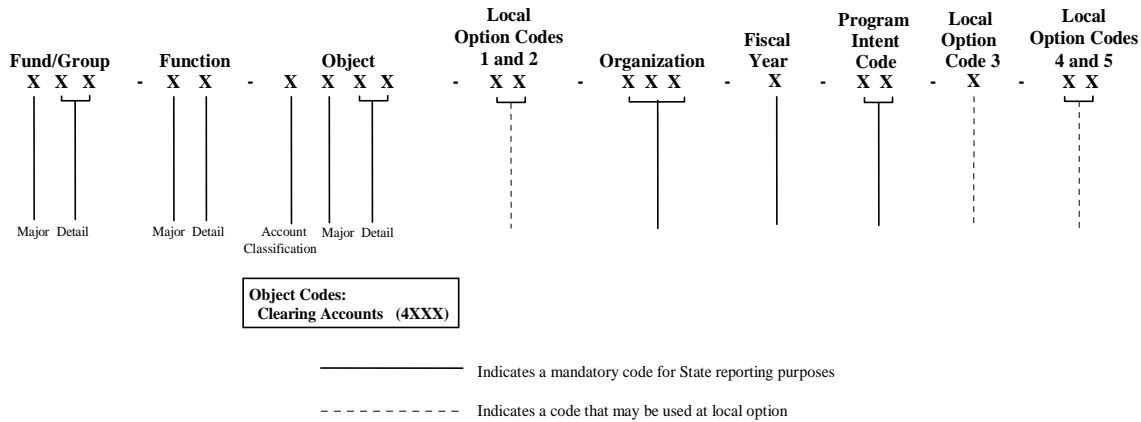 Local
Option Codes
1 and 2
Program
Intent
Code
Local
Option
Code 3
Local
Option Codes
4 and 5
Fiscal
Year
Fund/Group - Function - Object - Organization
X X X - X X - X X X X - X X - X X X - X - X X - X - X X
Major Detail Major Detail Account Classification Major Detail
Object Codes:
Clearing Accounts (4XXX)
Indicates a mandatory code for State reporting purposes
Indicates a code that may be used at local option